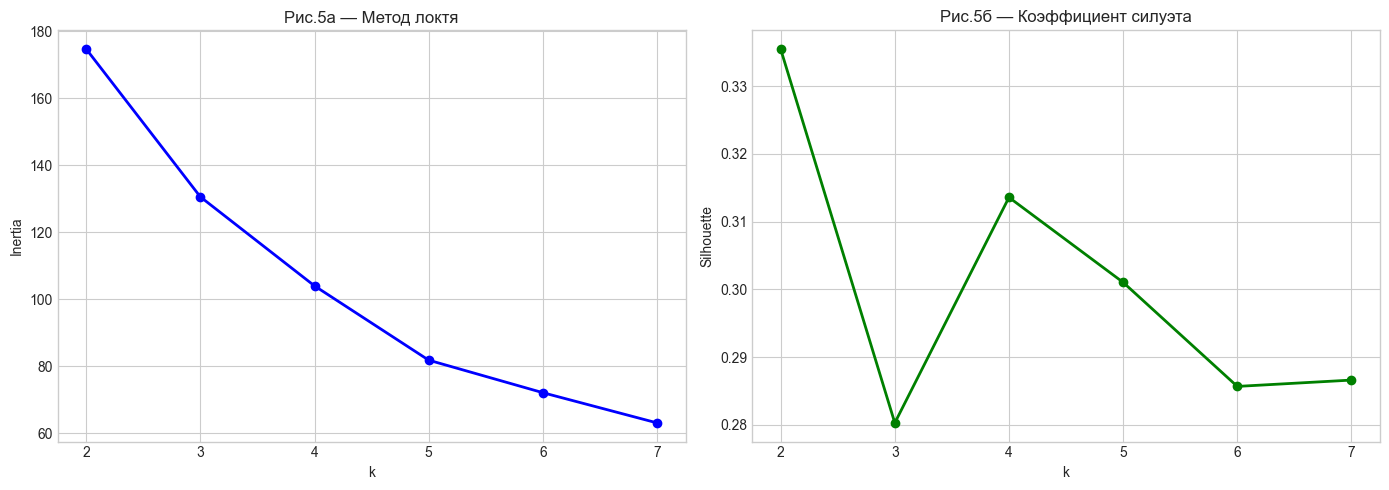 Рис.5а — Метод локтя
180
160
140
120
100
80
60
Inertia
2 3 4 5 6 7
k
Рис.5б — Коэффициент силуэта
0.33
0.32
0.31
0.30
0.29
0.28
Silhouette
2 3 4 5 6 7
k